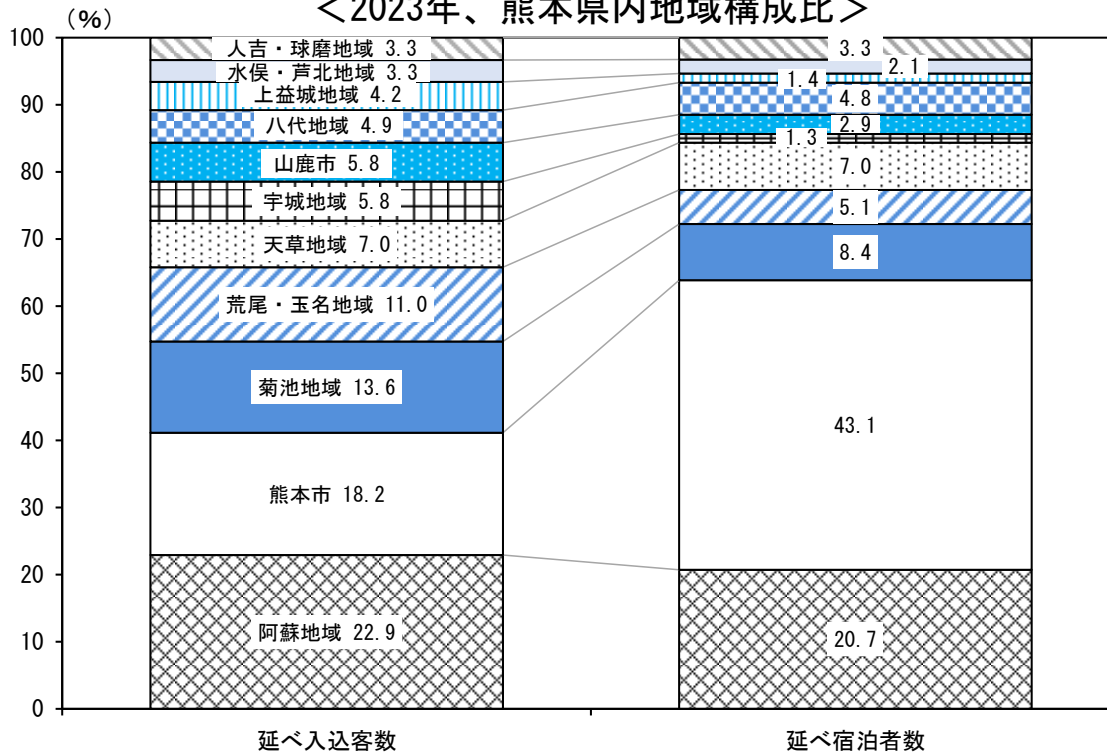 <2023年、熊本県内地域構成比>
(%)
100
90
80
70
60
50
40
30
20
10
0
人吉・球磨地域 3.3
水俣・芦北地域 3.3
上益城地域 4.2
八代地域 4.9
山鹿市 5.8
宇城地域 5.8
天草地域 7.0
荒尾・玉名地域 11.0
菊池地域 13.6
熊本市 18.2
阿蘇地域 22.9
3.3
2.1
1.4
4.8
2.9
1.3
7.0
5.1
8.4
43.1
20.7
延べ入込客数
延べ宿泊者数